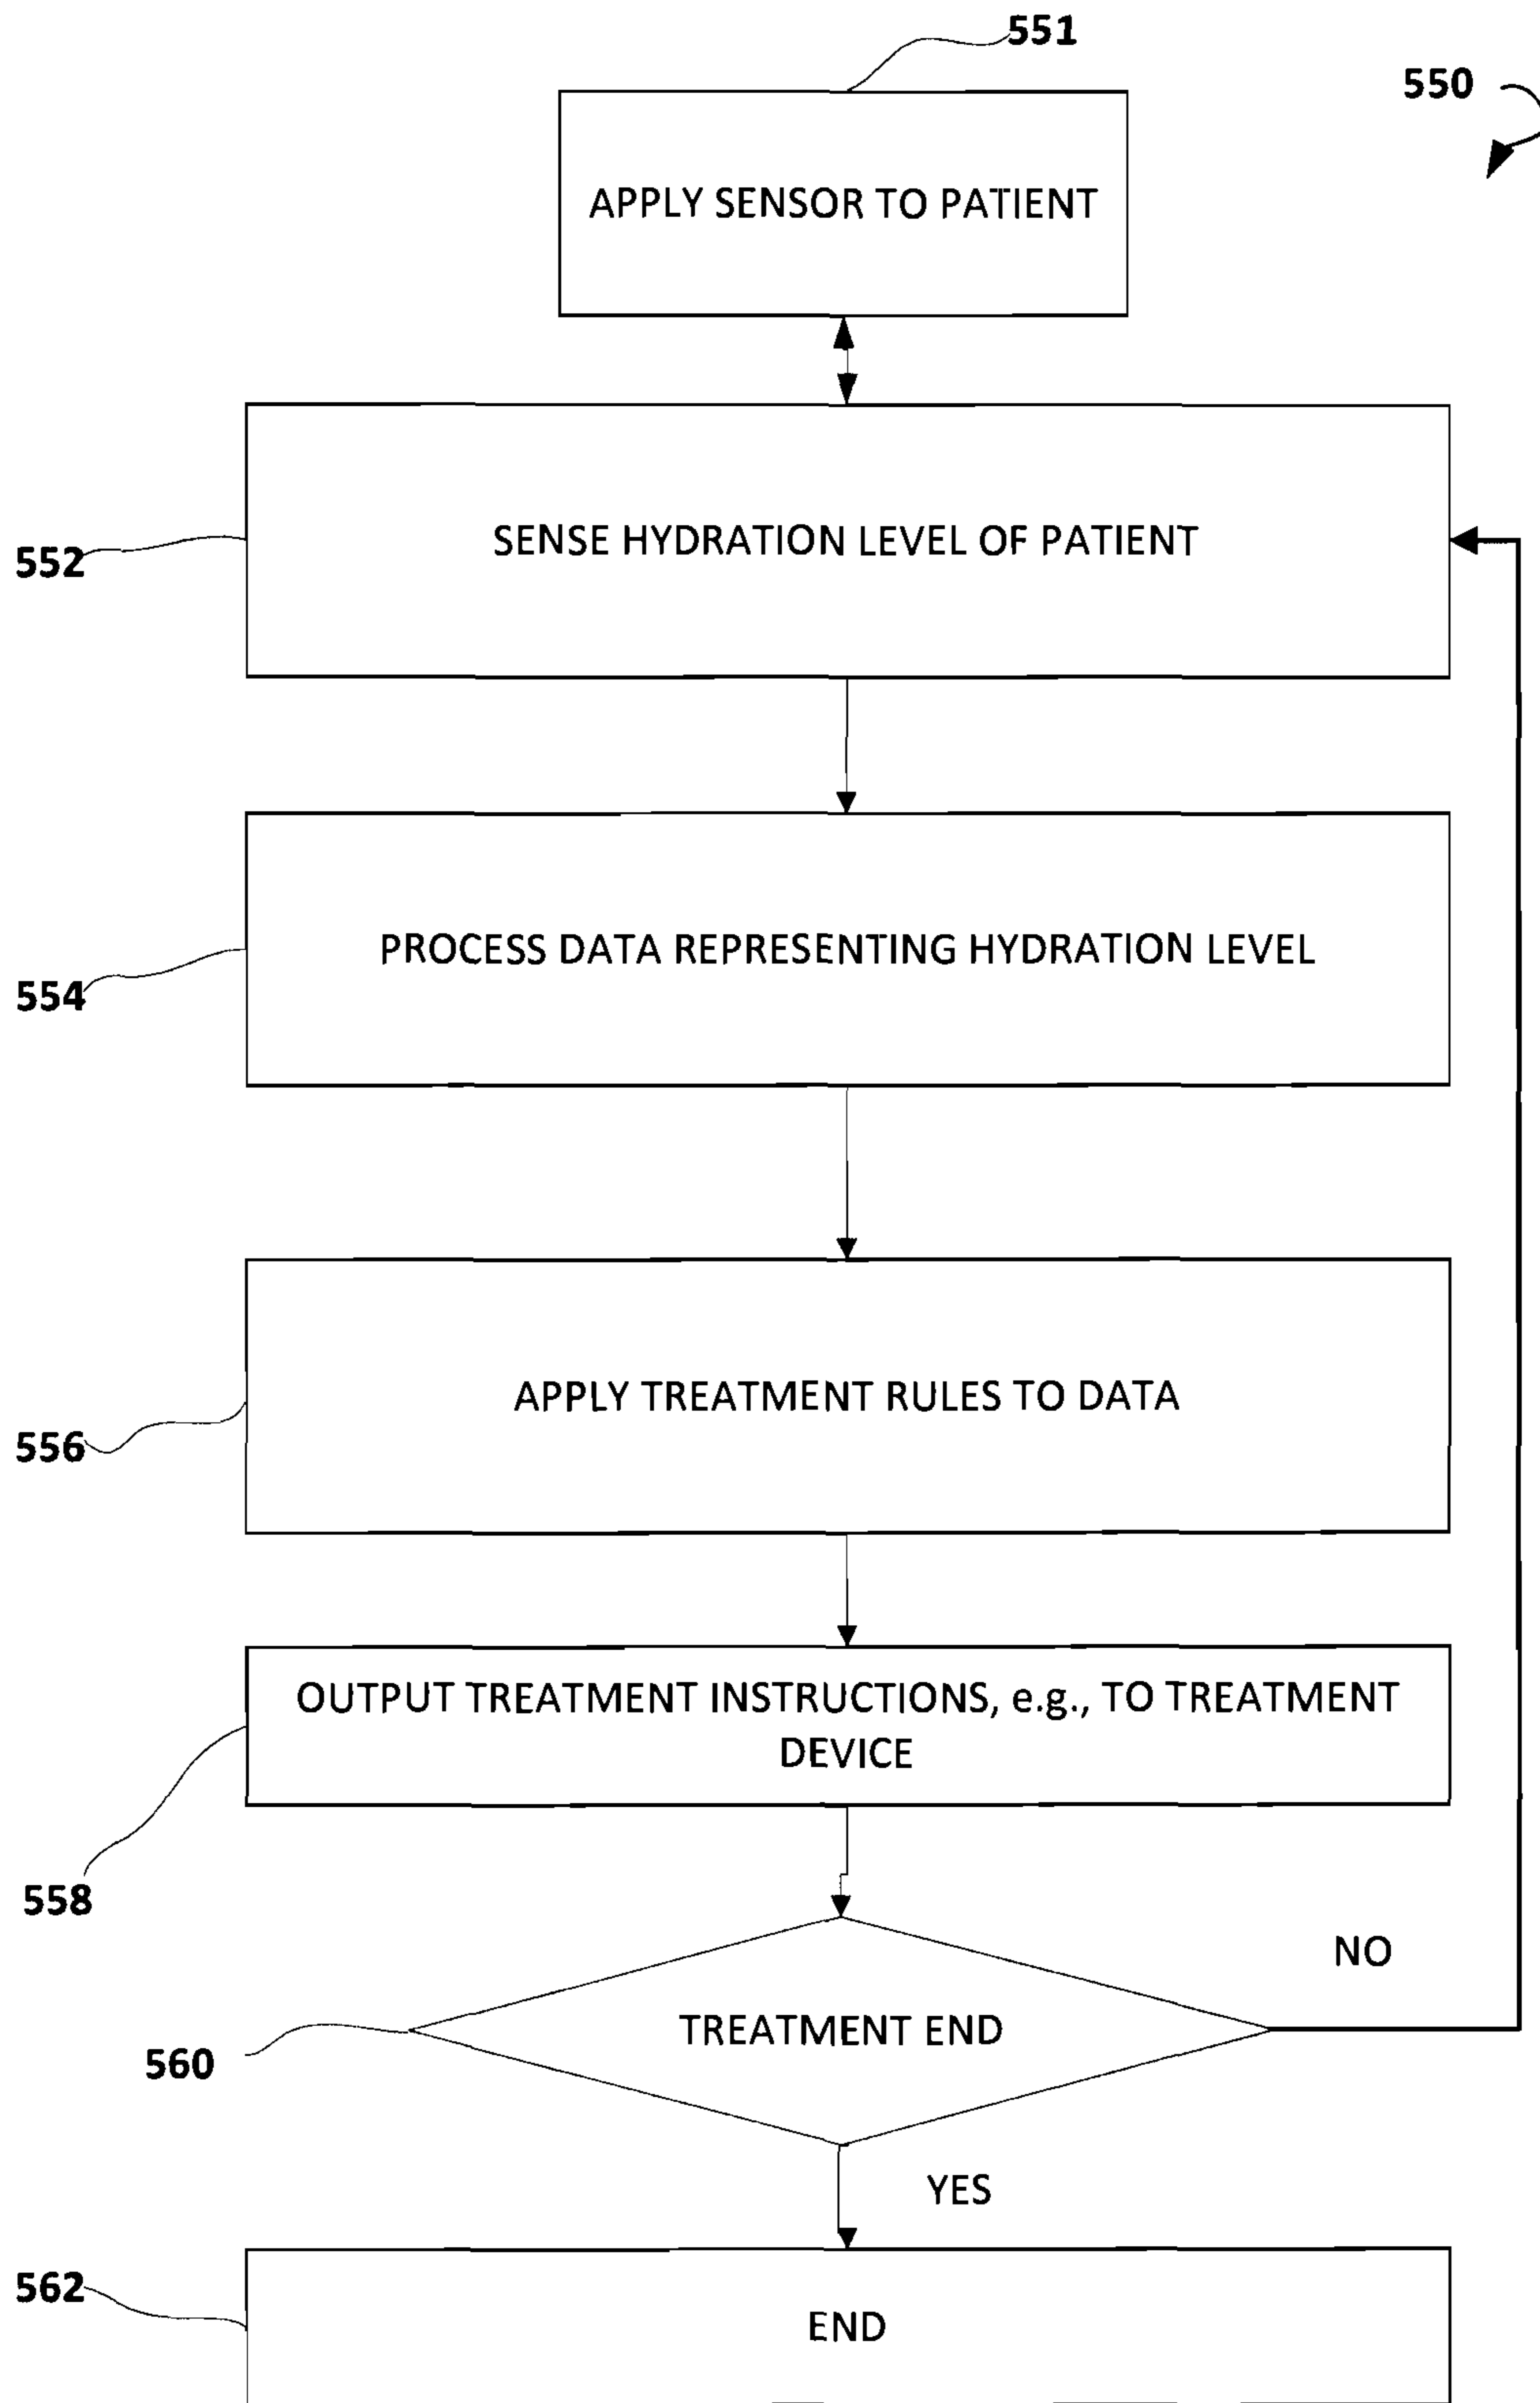 551
550
APPLY SENSOR TO PATIENT
SENSE HYDRATION LEVEL OF PATIENT
552
PROCESS DATA REPRESENTING HYDRATION LEVEL
554
APPLY TREATMENT RULES TO DATA
556
OUTPUT TREATMENT INSTRUCTIONS, e.g., TO TREATMENT
DEVICE
558
NO
TREATMENT END
560
YES
562
END